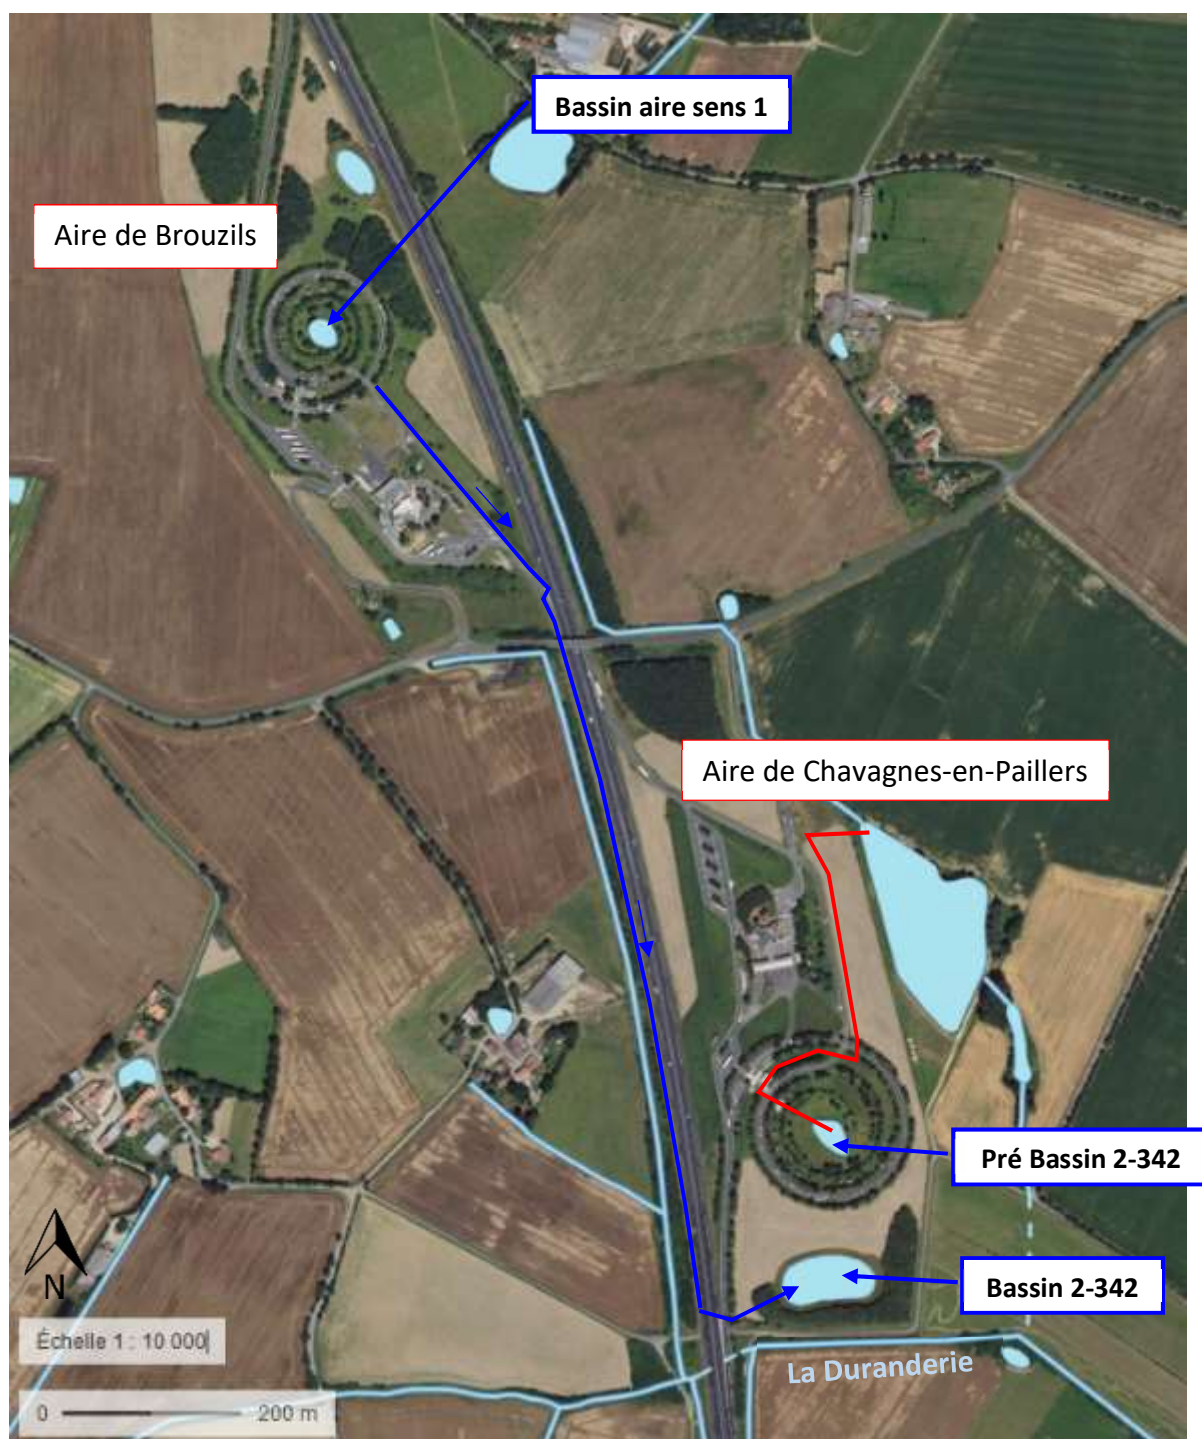 Bassin aire sens 1
Aire de Brouzils
Aire de Chavagnes-en-Paillers
Pré Bassin 2-342
Bassin 2-342
N
Échelle 1 : 10 000
La Duranderie
0 200 m